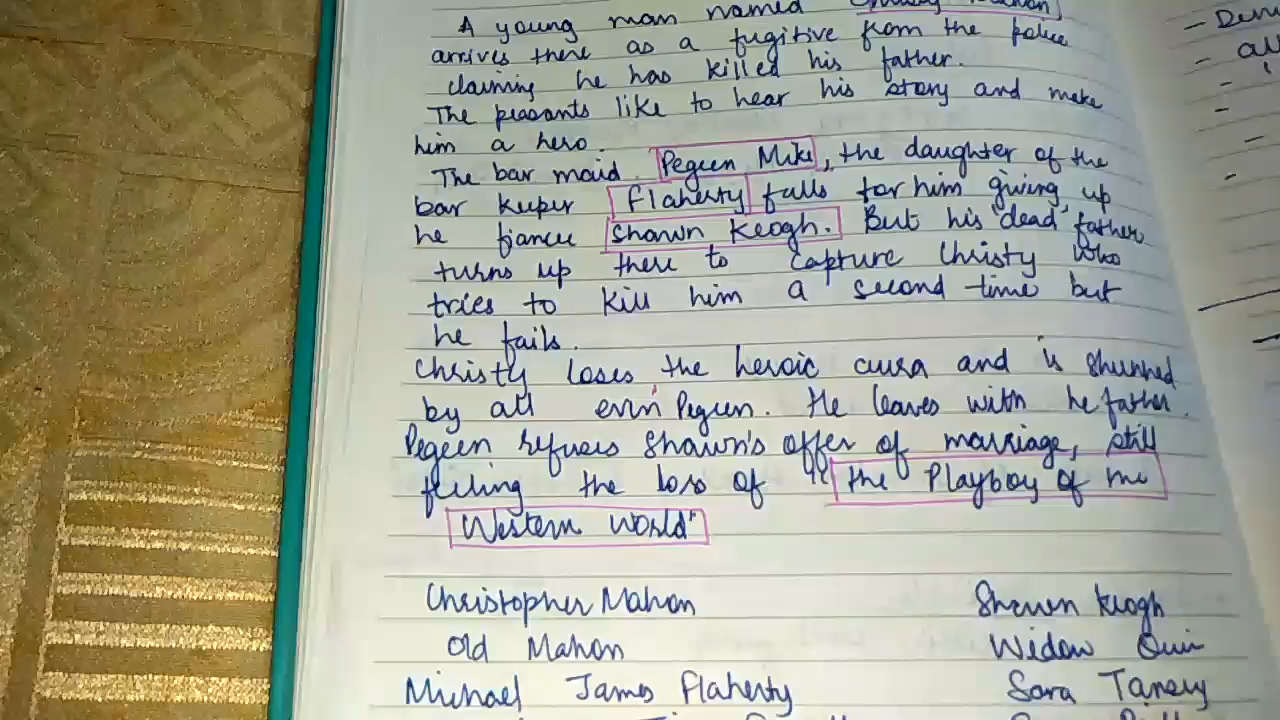 A young man named Christy Mahon
arrives there as a fugitive from the police
claiming he has killed his father.
The peasants like to hear his story and make
him a hero.
The bar maid Pegeen Mike, the daughter of the
bar keeper Flaherty falls for him giving up
he fiance Shawn Keogh. But his 'dead' father
turns up there to capture Christy who
tries to kill him a second time but
he fails.
Christy loses the heroic aura and is shunned
by all even Pegeen. He leaves with he father.
Pegeen refuses Shawn's offer of marriage, still
feeling the loss of "the Playboy of the
Western World"
Christopher Mahon
Old Mahon
Michael James Flaherty
Shawn Keogh
Widow Quin
Sara Tansey